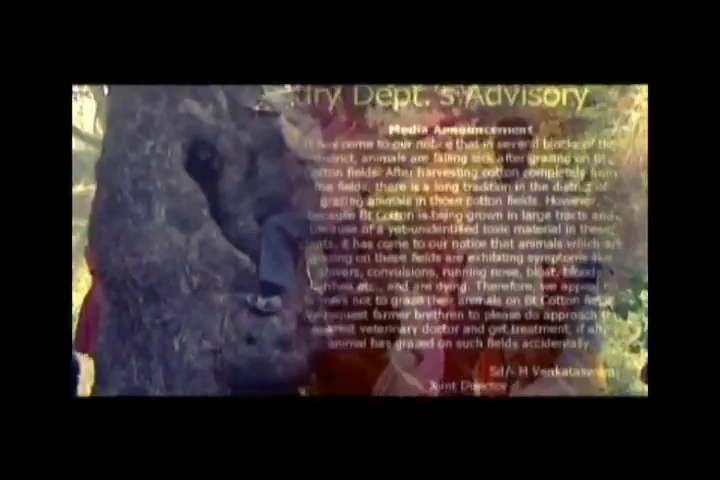 dry Dept.'s Advisory
Media Announcement
It has come to our notice that in several blocks of the
district, animals are falling sick after grazing on Bt
Cotton fields. After harvesting cotton completely from
the fields, there is a long tradition in the district of
grazing animals in those cotton fields. However
because Bt Cotton is being grown in large tracts and
because of a yet-unidentified toxic material in these
plants, it has come to our notice that animals which are
grazing on these fields are exhibiting symptoms like
shivers, convulsions, running nose, bloat, bloody
etc., and are dying. Therefore, we appeal to
farmers not to graze their animals on Bt Cotton fields.
We request farmer brethren to please do approach the
nearest veterinary doctor and get treatment, if any
animal has grazed on such fields accidentally.
Sd/- M Venkataswami
Joint Director